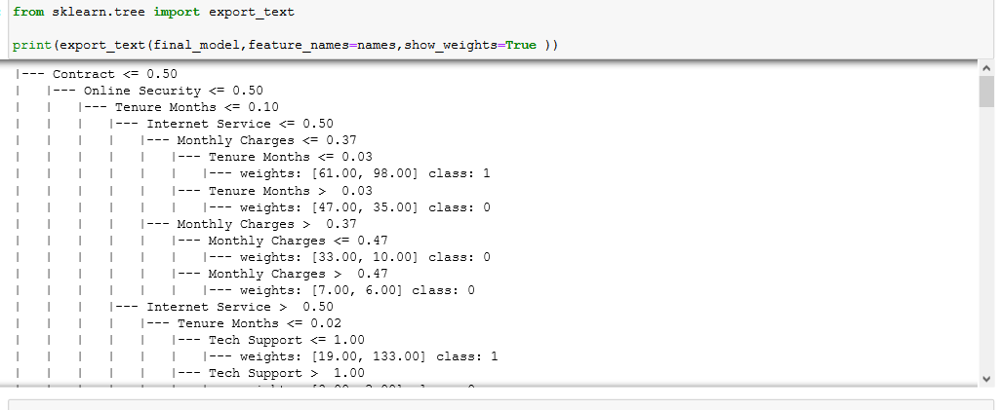 from sklearn.tree import export_text
print(export_text(final_model,feature_names=names,show_weights=True ))
|--- Contract <= 0.50
|   |--- Online Security <= 0.50
|   |   |--- Tenure Months <= 0.10
|   |   |   |--- Internet Service <= 0.50
|   |   |   |   |--- Monthly Charges <= 0.37
|   |   |   |   |   |--- Tenure Months <= 0.03
|   |   |   |   |   |   |--- weights: [61.00, 98.00] class: 1
|   |   |   |   |   |--- Tenure Months >  0.03
|   |   |   |   |   |   |--- weights: [47.00, 35.00] class: 0
|   |   |   |   |--- Monthly Charges >  0.37
|   |   |   |   |   |--- Monthly Charges <= 0.47
|   |   |   |   |   |   |--- weights: [33.00, 10.00] class: 0
|   |   |   |   |   |--- Monthly Charges >  0.47
|   |   |   |   |   |   |--- weights: [7.00, 6.00] class: 0
|   |   |   |--- Internet Service >  0.50
|   |   |   |   |--- Tenure Months <= 0.02
|   |   |   |   |   |--- Tech Support <= 1.00
|   |   |   |   |   |   |--- weights: [19.00, 133.00] class: 1
|   |   |   |   |   |--- Tech Support >  1.00